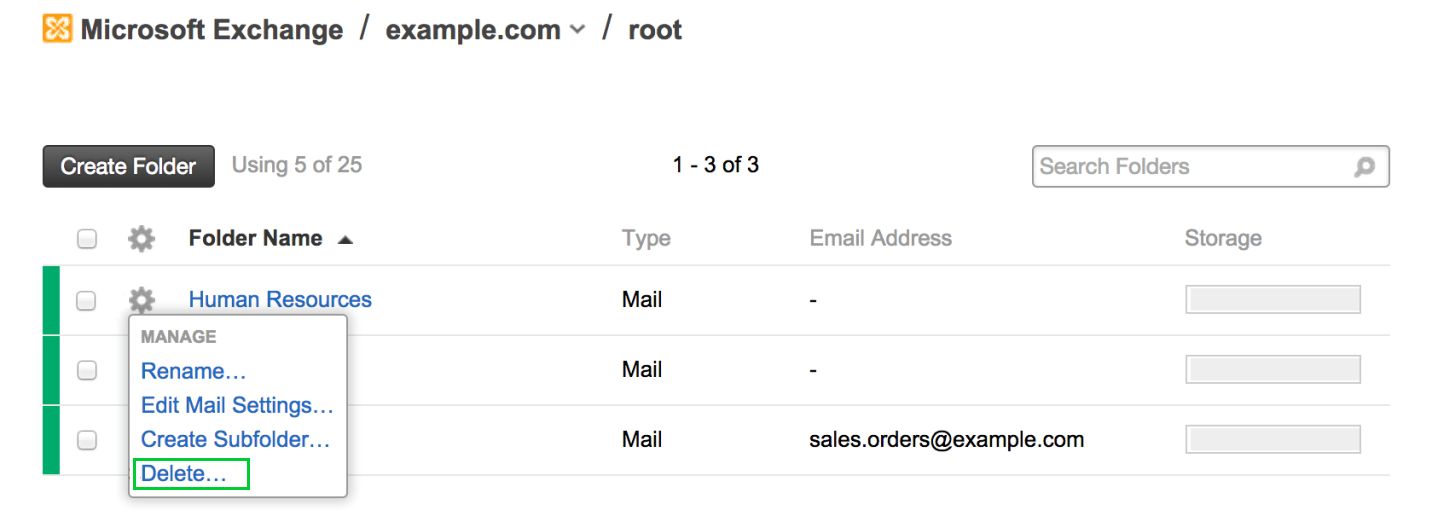 Microsoft Exchange / example.com / root
Create Folder Using 5 of 25 1 - 3 of 3 Search Folders
Folder Name Type Email Address Storage
Human Resources Mail -
MANAGE
Rename…
Mail -
Edit Mail Settings…
Create Subfolder… Mail sales.orders@example.com
Delete…